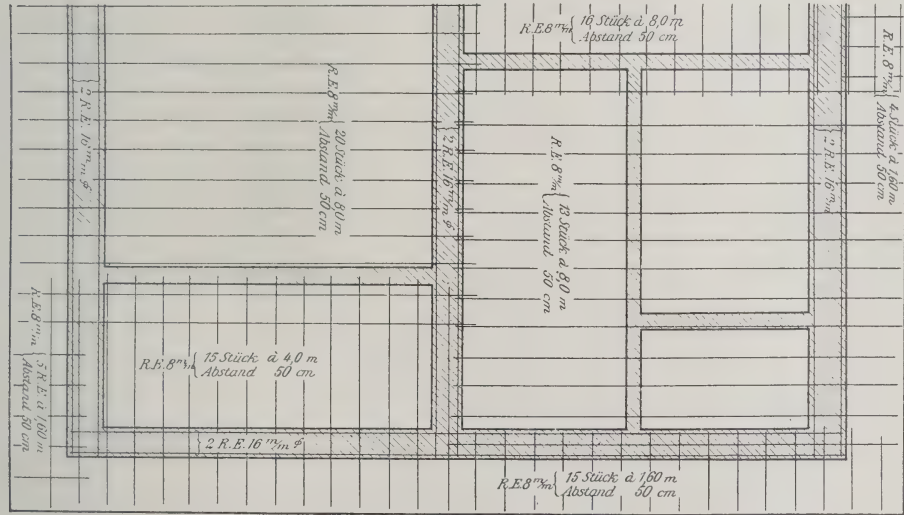 R.E.8 m/m { 16 Stück à 8,0 m
Abstand 50 cm
R.E.8 m/m { 4 Stück à 1,60 m
Abstand 50 cm
{2 R.E. 16 m/m ϕ
R.E.8 m/m { 20 Stück à 8,0 m
Abstand 50 cm
{2 R.E.16 m/m ϕ
R.E.8 m/m { 13 Stück à 8,0 m
Abstand 50 cm
{2 R.E. 16 m/m
R.E.8 m/m { 5 R.E. à 1,60 m
Abstand 50 cm
R.E.8 m/m { 15 Stück à 4,0 m
Abstand 50 cm
2 R.E.16 m/m ϕ
R.E.8 m/m { 15 Stück à 1,60 m
Abstand 50 cm